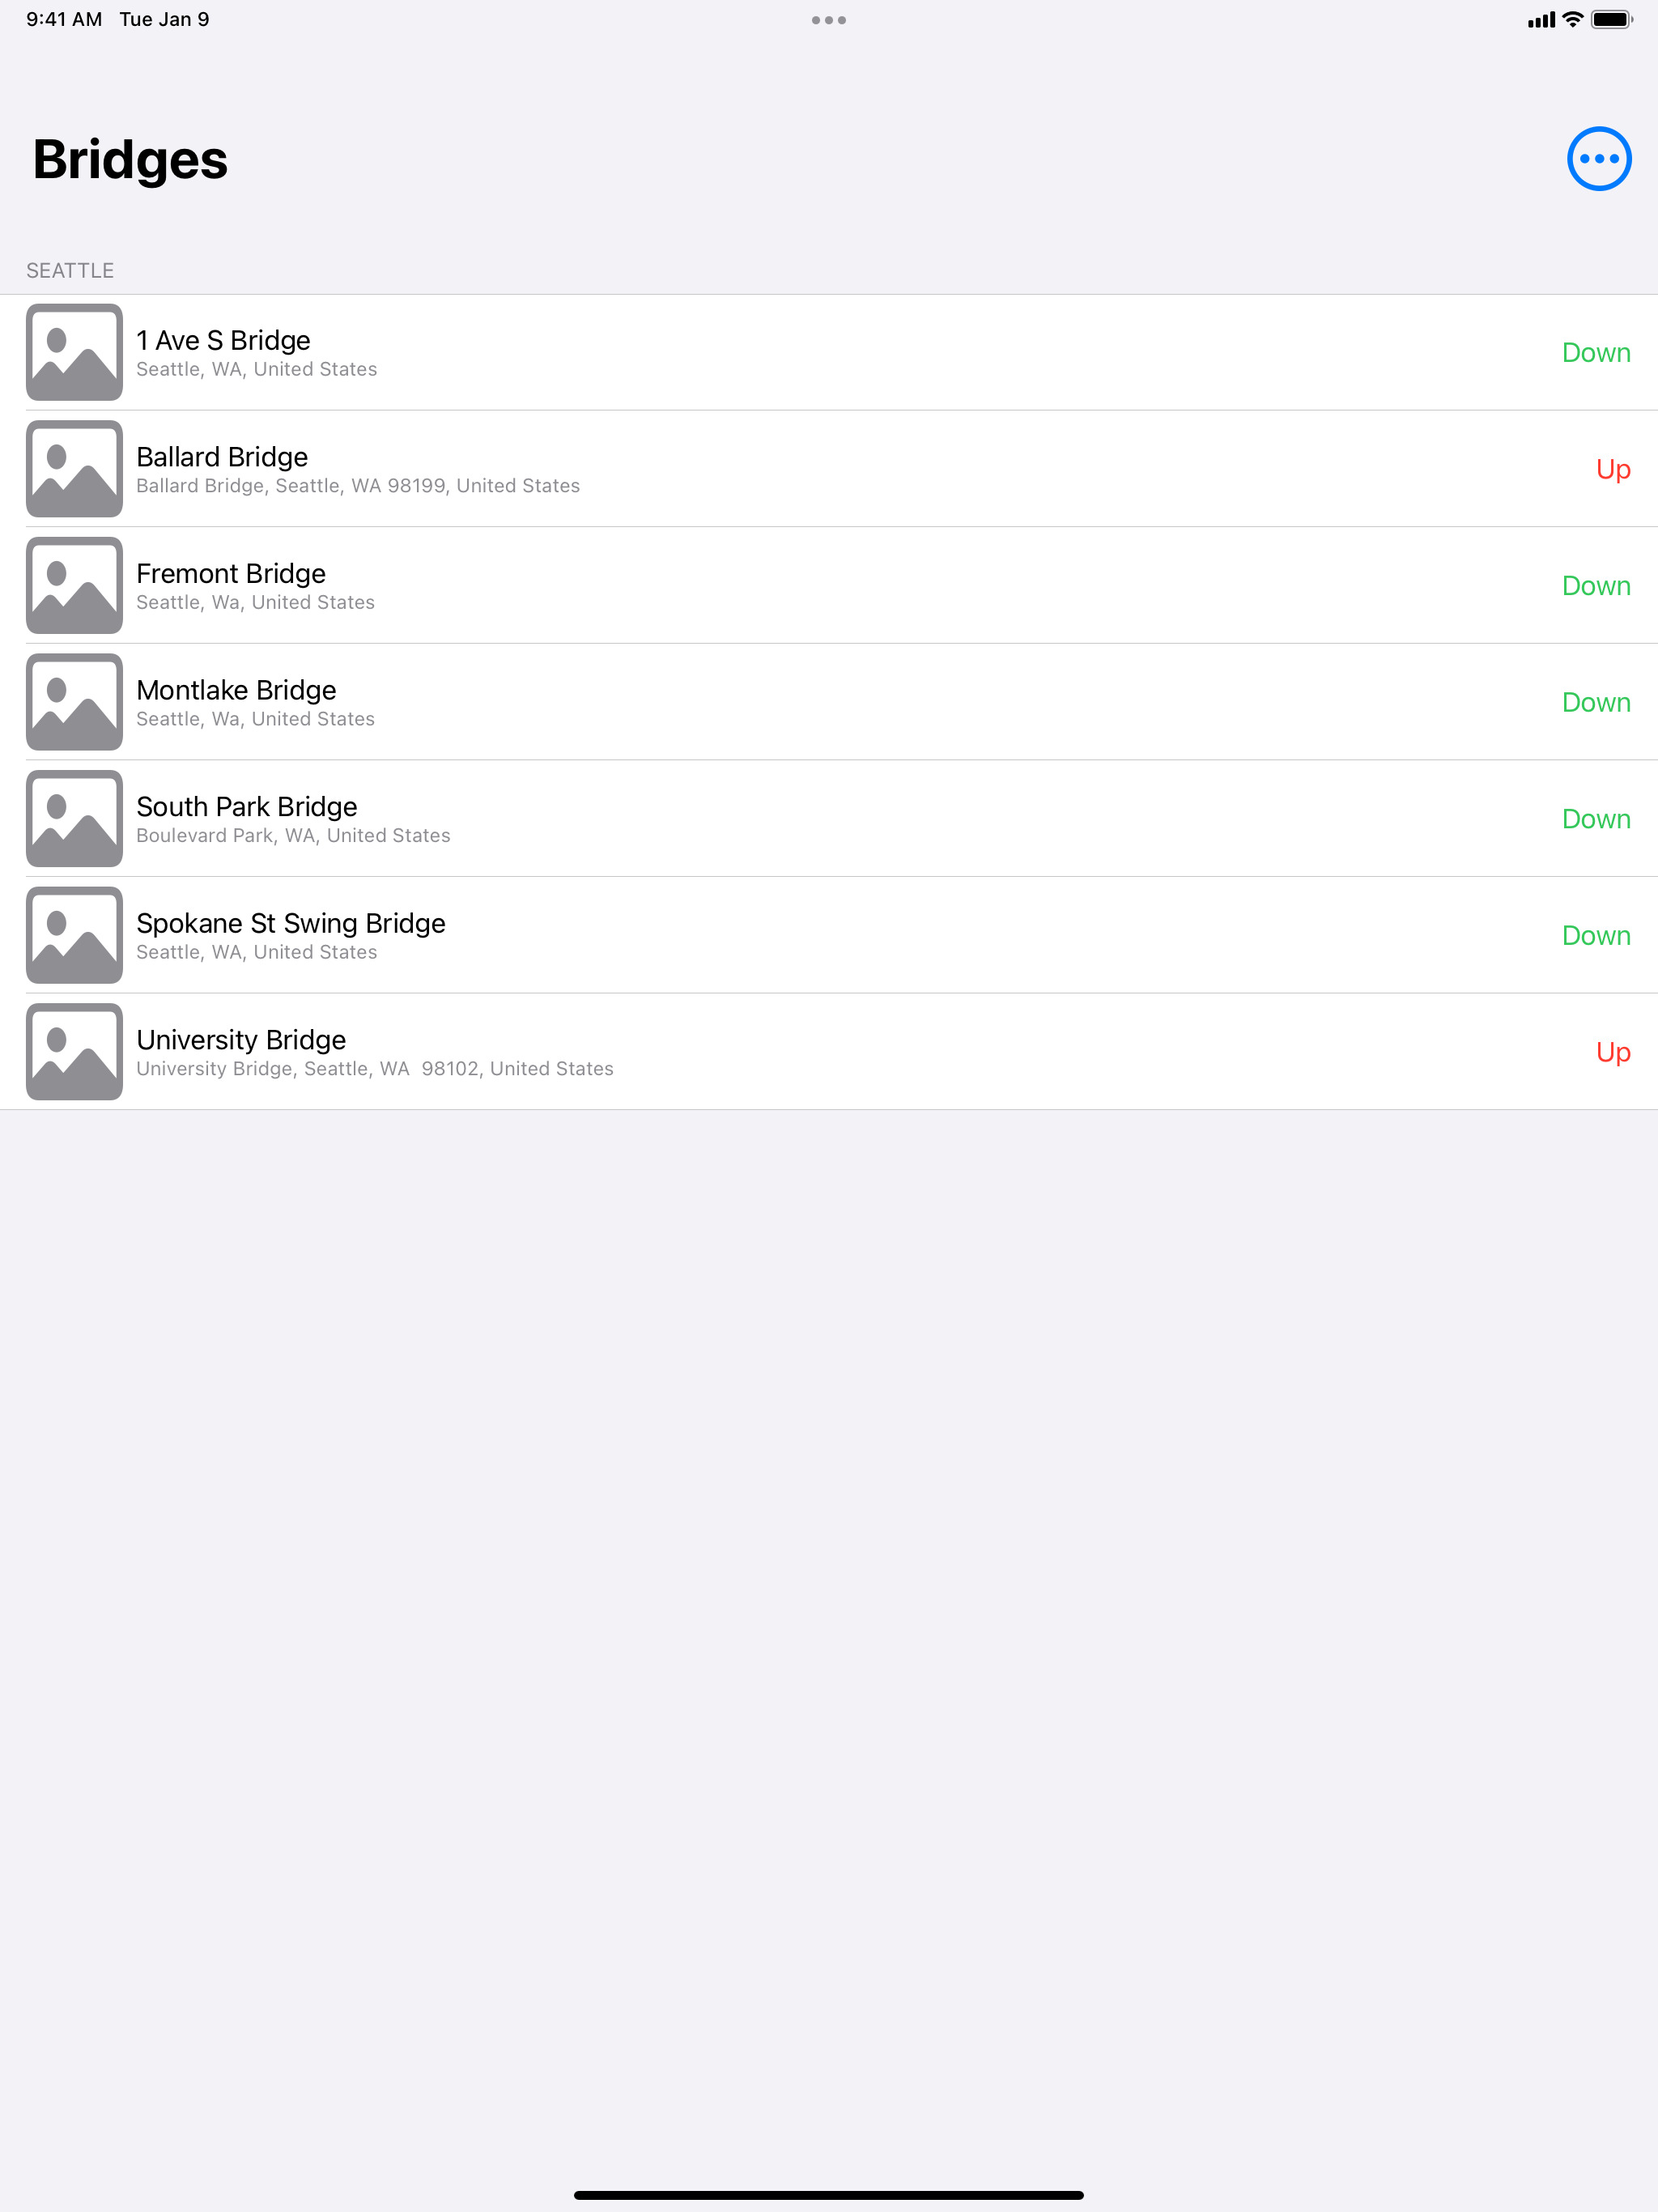 9:41 AM Tue Jan 9
Bridges
SEATTLE
1 Ave S Bridge
Seattle, WA, United States
Down
Ballard Bridge
Ballard Bridge, Seattle, WA 98199, United States
Up
Fremont Bridge
Seattle, Wa, United States
Down
Montlake Bridge
Seattle, Wa, United States
Down
South Park Bridge
Boulevard Park, WA, United States
Down
Spokane St Swing Bridge
Seattle, WA, United States
Down
University Bridge
University Bridge, Seattle, WA  98102, United States
Up